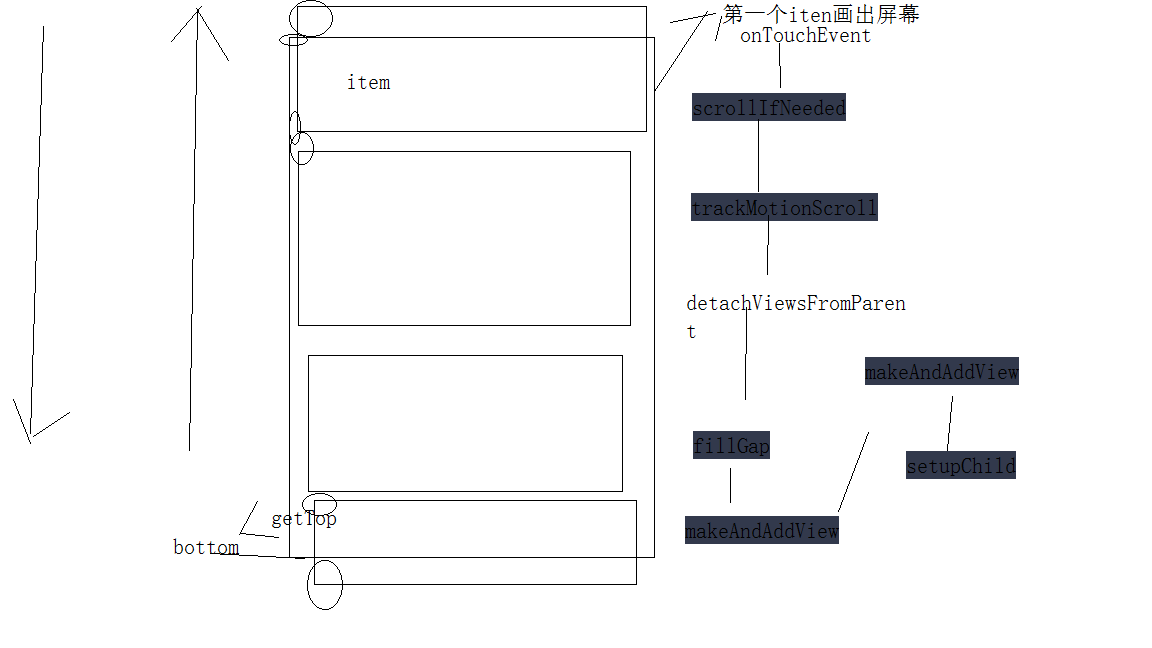 第一个iten画出屏幕
onTouchEvent
item
scrollIfNeeded
trackMotionScroll
detachViewsFromParen
t
makeAndAddView
fillGap
setupChild
getTop
makeAndAddView
bottom